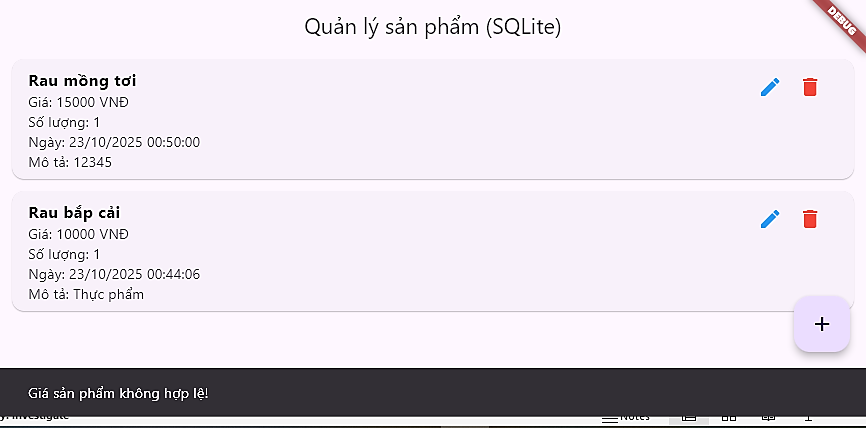 Quản lý sản phẩm (SQLite)
DEBUG
Rau mồng tơi
Giá: 15000 VNĐ
Số lượng: 1
Ngày: 23/10/2025 00:50:00
Mô tả: 12345
Rau bắp cải
Giá: 10000 VNĐ
Số lượng: 1
Ngày: 23/10/2025 00:44:06
Mô tả: Thực phẩm
Giá sản phẩm không hợp lệ!
Notes